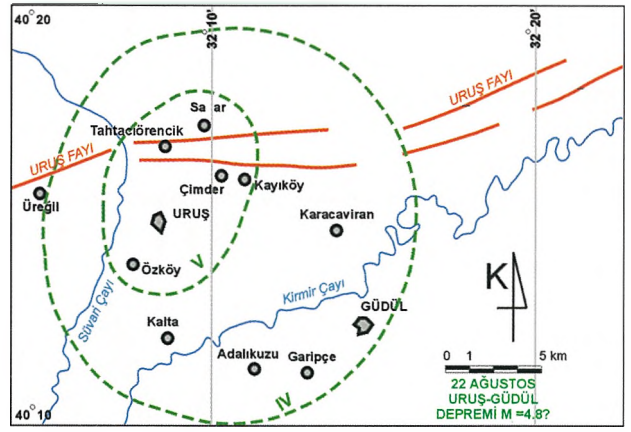 40° 20
32° 10
32° 20
URUŞ FAYI
Tahtacıörencik
URUŞ FAYI
Çimder
Kayıköy
Üreğil
URUŞ
Karacaviran
V
Özköy
K
Süvari Çayı
Kirmir Çayı
GÜDÜL
Kalta
0 1 5 km
Adalıkuzu
Garipçe
22 AĞUSTOS
URUŞ-GÜDÜL
DEPREMİ M =4.8?
IV
40° 10